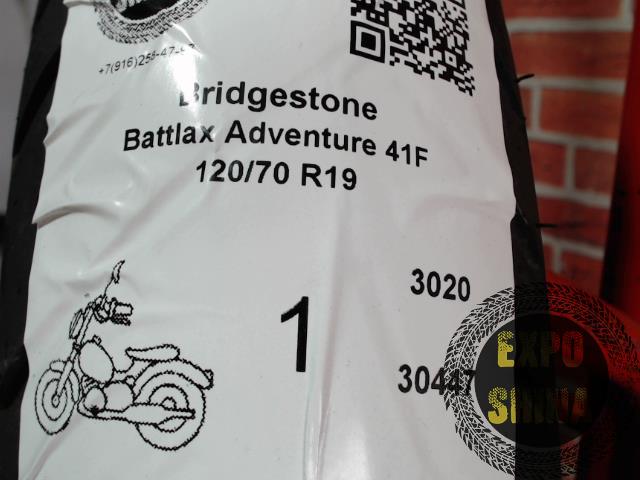 Bridgestone
Battlax Adventure 41F
120/70 R19
3020
1
30447
EXPO
SHINA